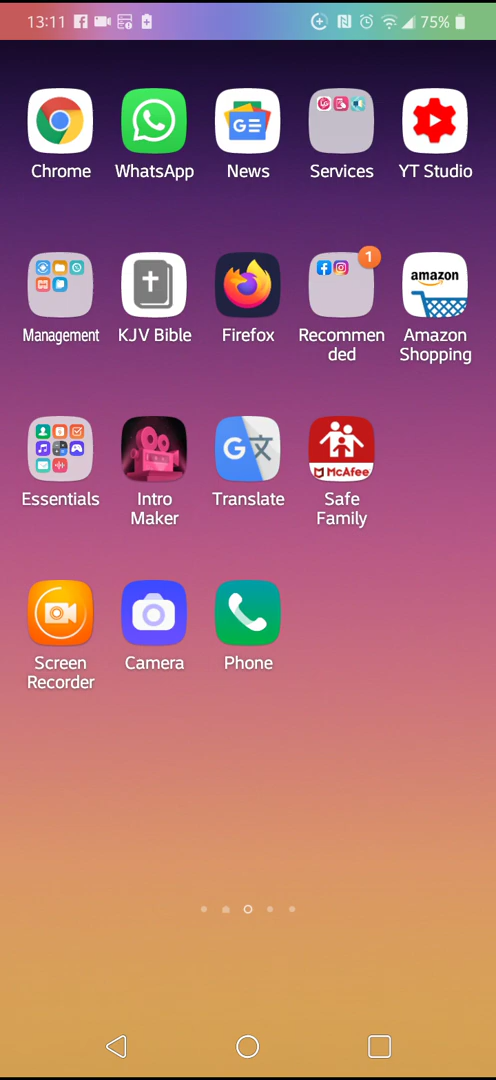 13:11 75%
Chrome WhatsApp News Services YT Studio
1
amazon
Management KJV Bible Firefox Recommen Amazon
ded Shopping
G
McAfee
Essentials Intro Translate Safe
Maker Family
Screen Camera Phone
Recorder